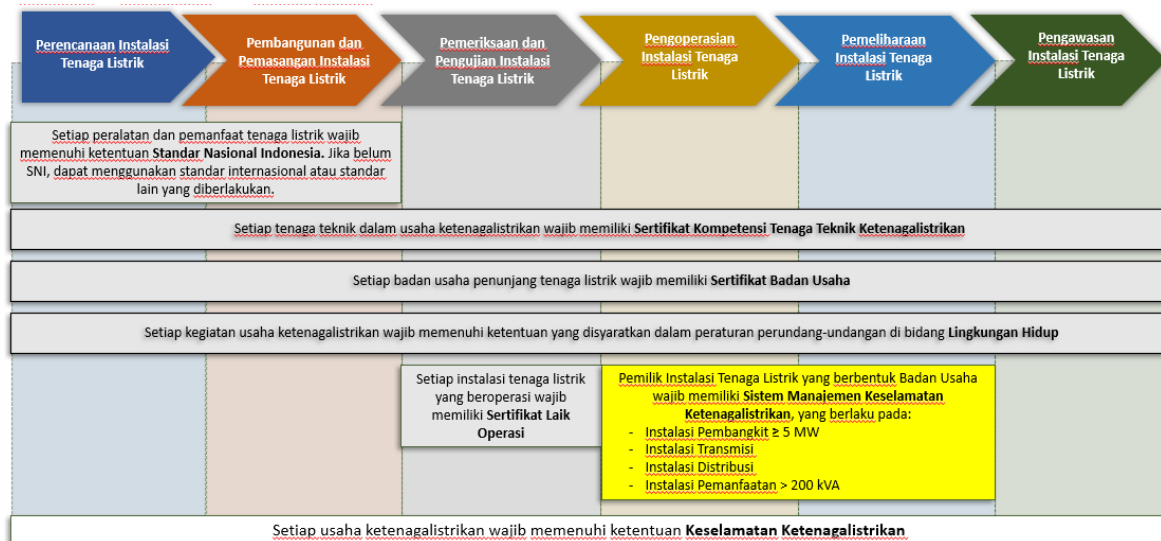 Perencanaan Instalasi
Tenaga Listrik
Pembangunan dan
Pemasangan Instalasi
Tenaga Listrik
Pemeriksaan dan
Pengujian Instalasi
Tenaga Listrik
Pengoperasian
Instalasi Tenaga
Listrik
Pemeliharaan
Instalasi Tenaga
Listrik
Pengawasan
Instalasi Tenaga
Listrik
Setiap peralatan dan pemanfaat tenaga listrik wajib
memenuhi ketentuan Standar Nasional Indonesia. Jika belum
SNI, dapat menggunakan standar internasional atau standar
lain yang diberlakukan.
Setiap tenaga teknik dalam usaha ketenagalistrikan wajib memiliki Sertifikat Kompetensi Tenaga Teknik Ketenagalistrikan
Setiap badan usaha penunjang tenaga listrik wajib memiliki Sertifikat Badan Usaha
Setiap kegiatan usaha ketenagalistrikan wajib memenuhi ketentuan yang disyaratkan dalam peraturan perundang-undangan di bidang Lingkungan Hidup
Setiap instalasi tenaga listrik
yang beroperasi wajib
memiliki Sertifikat Laik
Operasi
Pemilik Instalasi Tenaga Listrik yang berbentuk Badan Usaha
wajib memiliki Sistem Manajemen Keselamatan
Ketenagalistrikan, yang berlaku pada:
- Instalasi Pembangkit ≥ 5 MW
- Instalasi Transmisi
- Instalasi Distribusi
- Instalasi Pemanfaatan > 200 kVA
Setiap usaha ketenagalistrikan wajib memenuhi ketentuan Keselamatan Ketenagalistrikan